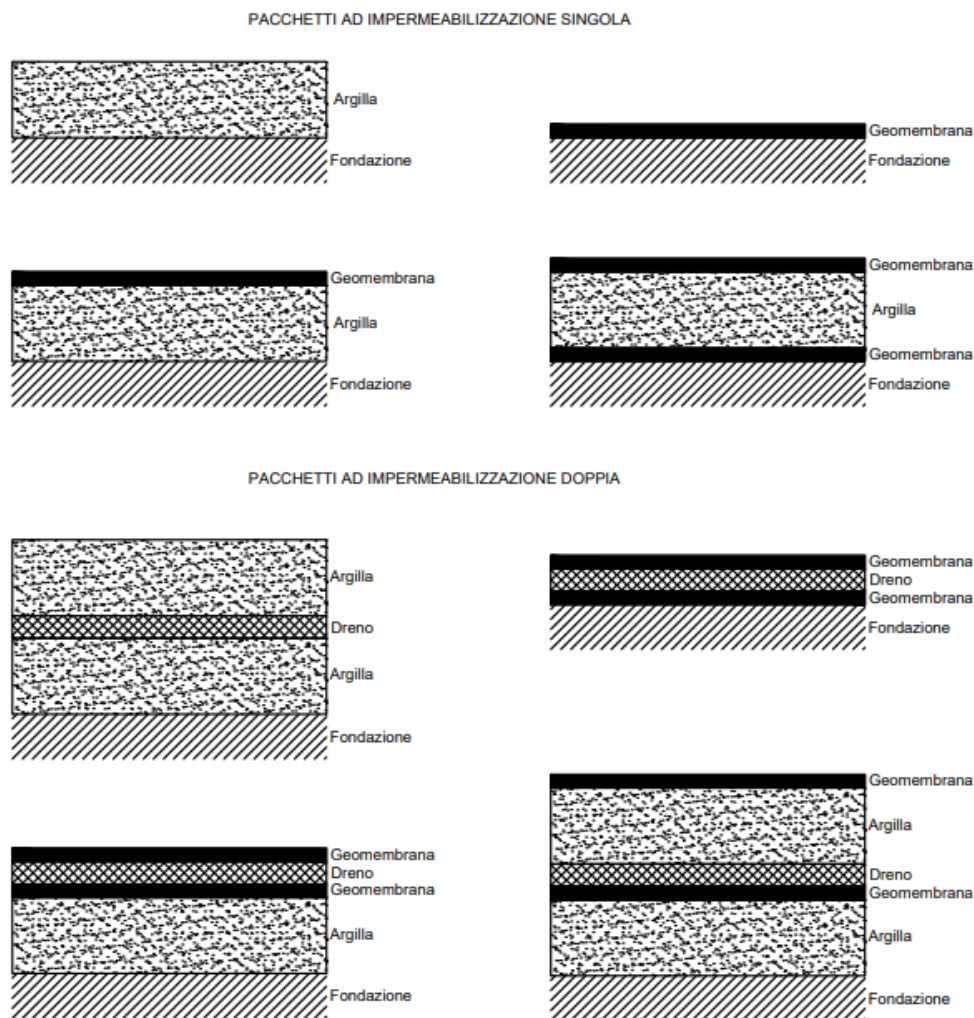 PACCHETTI AD IMPERMEABILIZZAZIONE SINGOLA
Argilla
Fondazione
Geomembrana
Fondazione
Geomembrana
Argilla
Fondazione
Geomembrana
Argilla
Geomembrana
Fondazione
PACCHETTI AD IMPERMEABILIZZAZIONE DOPPIA
Argilla
Dreno
Argilla
Fondazione
Geomembrana
Dreno
Geomembrana
Fondazione
Geomembrana
Dreno
Geomembrana
Argilla
Fondazione
Geomembrana
Argilla
Dreno
Geomembrana
Argilla
Fondazione